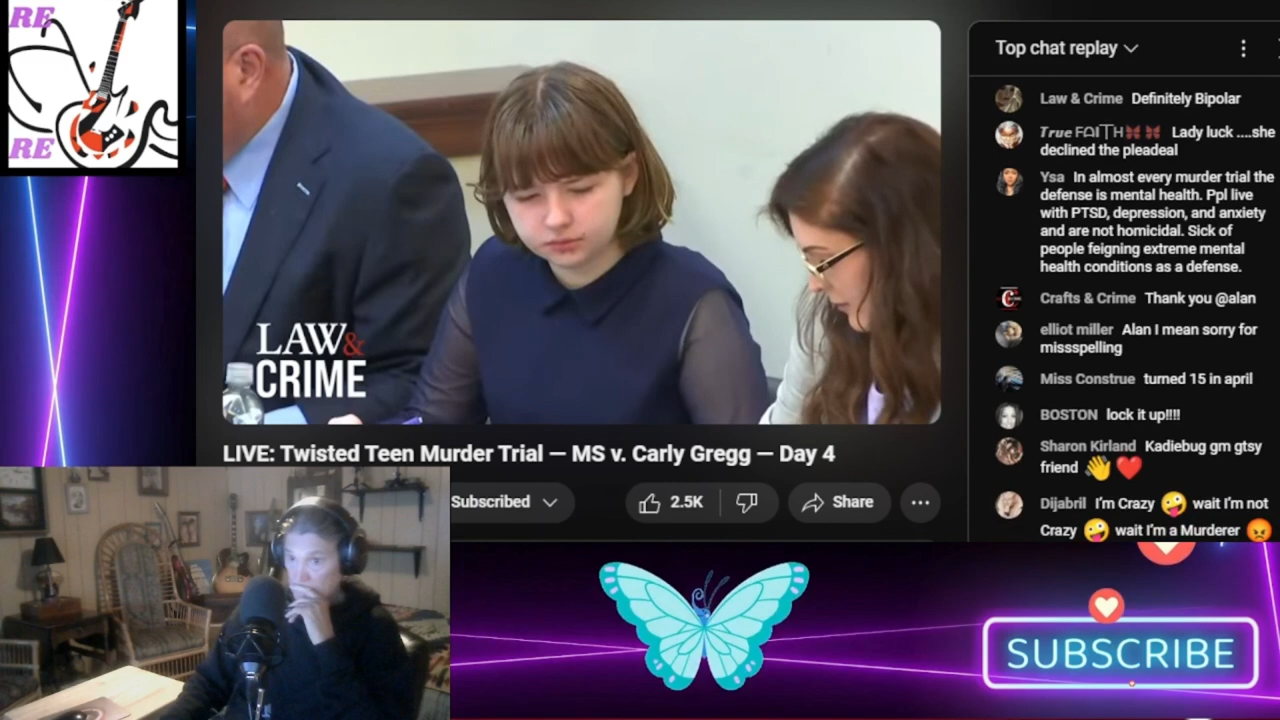 RE
RE
LAW&
CRIME
LIVE: Twisted Teen Murder Trial — MS v. Carly Gregg — Day 4
Subscribed
2.5K
Share
Top chat replay
Law & Crime Definitely Bipolar
True FAITH Lady luck ....she
declined the pleadeal
Ysa In almost every murder trial the
defense is mental health. Ppl live
with PTSD, depression, and anxiety
and are not homicidal. Sick of
people feigning extreme mental
health conditions as a defense.
Crafts & Crime Thank you @alan
elliot miller Alan I mean sorry for
missspelling
Miss Construe turned 15 in april
BOSTON lock it up!!!!
Sharon Kirland Kadiebug gm gtsy
friend 👋❤️
Dijabril I'm Crazy 🤪 wait I'm not
Crazy 🤪 wait I'm a Murderer 😡
SUBSCRIBE